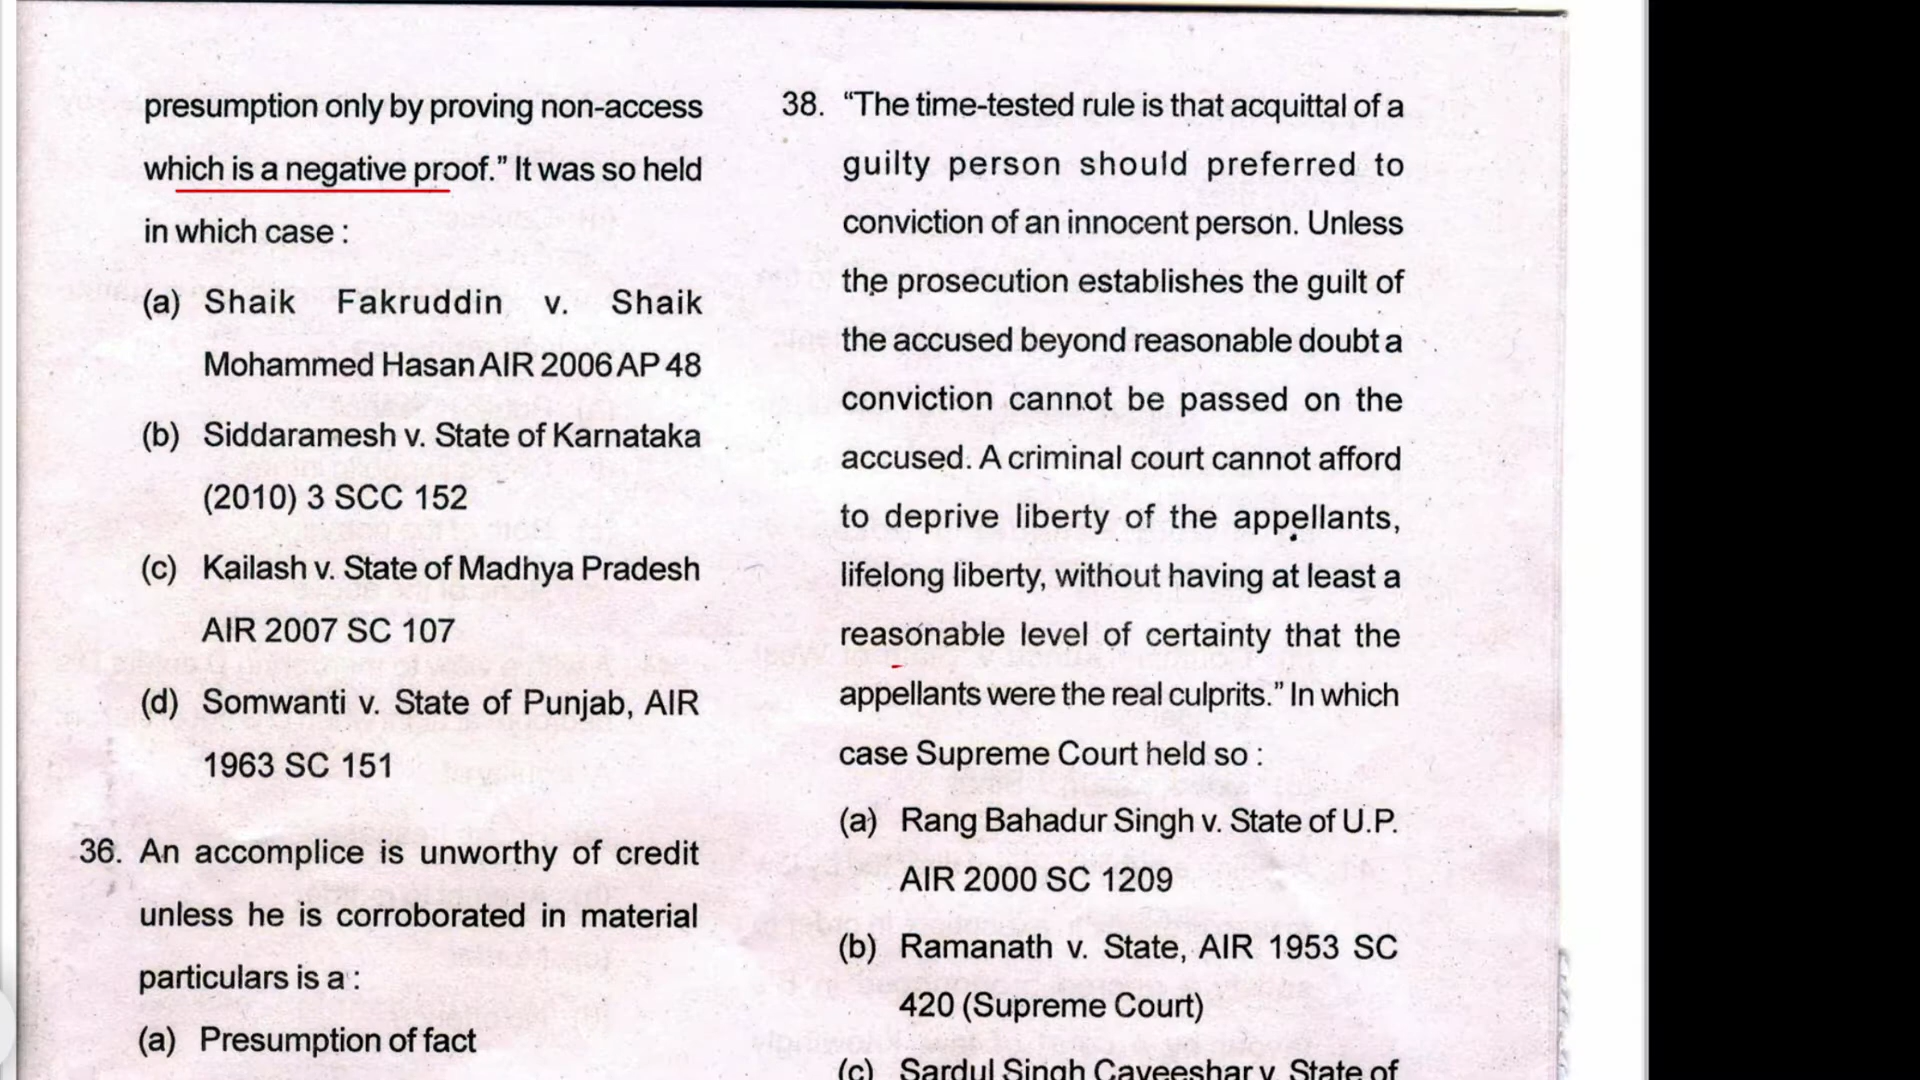 presumption only by proving non-access
which is a negative proof.” It was so held
in which case :
(a) Shaik Fakruddin v. Shaik
Mohammed Hasan AIR 2006 AP 48
(b) Siddaramesh v. State of Karnataka
(2010) 3 SCC 152
(c) Kailash v. State of Madhya Pradesh
AIR 2007 SC 107
(d) Somwanti v. State of Punjab, AIR
1963 SC 151
36. An accomplice is unworthy of credit
unless he is corroborated in material
particulars is a :
(a) Presumption of fact
38. “The time-tested rule is that acquittal of a
guilty person should preferred to
conviction of an innocent person. Unless
the prosecution establishes the guilt of
the accused beyond reasonable doubt a
conviction cannot be passed on the
accused. A criminal court cannot afford
to deprive liberty of the appellants,
lifelong liberty, without having at least a
reasonable level of certainty that the
appellants were the real culprits.” In which
case Supreme Court held so :
(a) Rang Bahadur Singh v. State of U.P.
AIR 2000 SC 1209
(b) Ramanath v. State, AIR 1953 SC
420 (Supreme Court)
(c) Sardul Singh Caveeshar v. State of